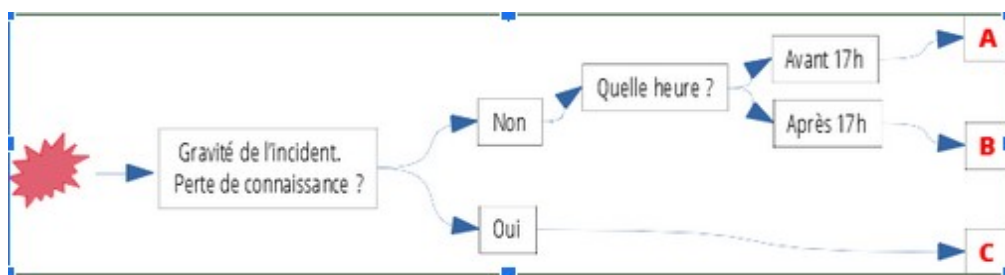 Gravité de l'incident.
Perte de connaissance ?
Non
Quelle heure ?
Avant 17h
A
Après 17h
B
Oui
C